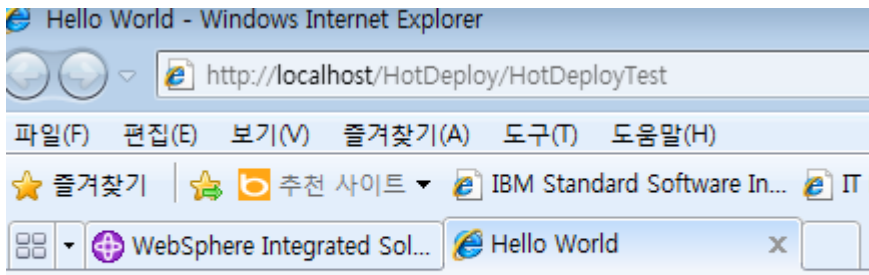 Hello World - Windows Internet Explorer
http://localhost/HotDeploy/HotDeployTest
파일(F) 편집(E) 보기(V) 즐겨찾기(A) 도구(T) 도움말(H)
즐겨찾기 추천 사이트 IBM Standard Software In... IT
WebSphere Integrated Sol... Hello World x